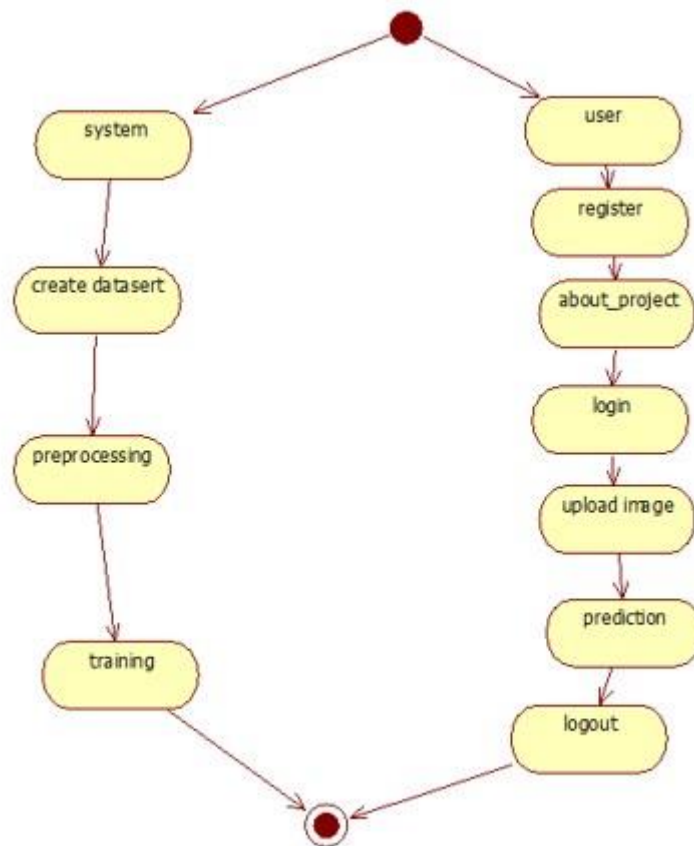 system
create datasert
preprocessing
training
user
register
about_project
login
upload image
prediction
logout